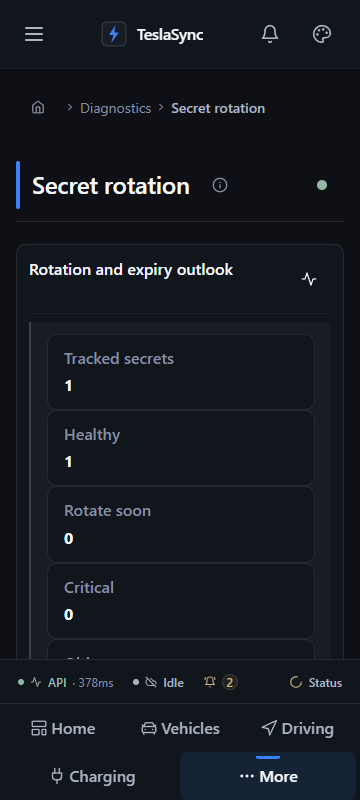 TeslaSync
Diagnostics
Secret rotation
Secret rotation
Rotation and expiry outlook
Tracked secrets
1
Healthy
1
Rotate soon
0
Critical
0
API · 378ms
Idle
2
Status
Home
Vehicles
Driving
Charging
More